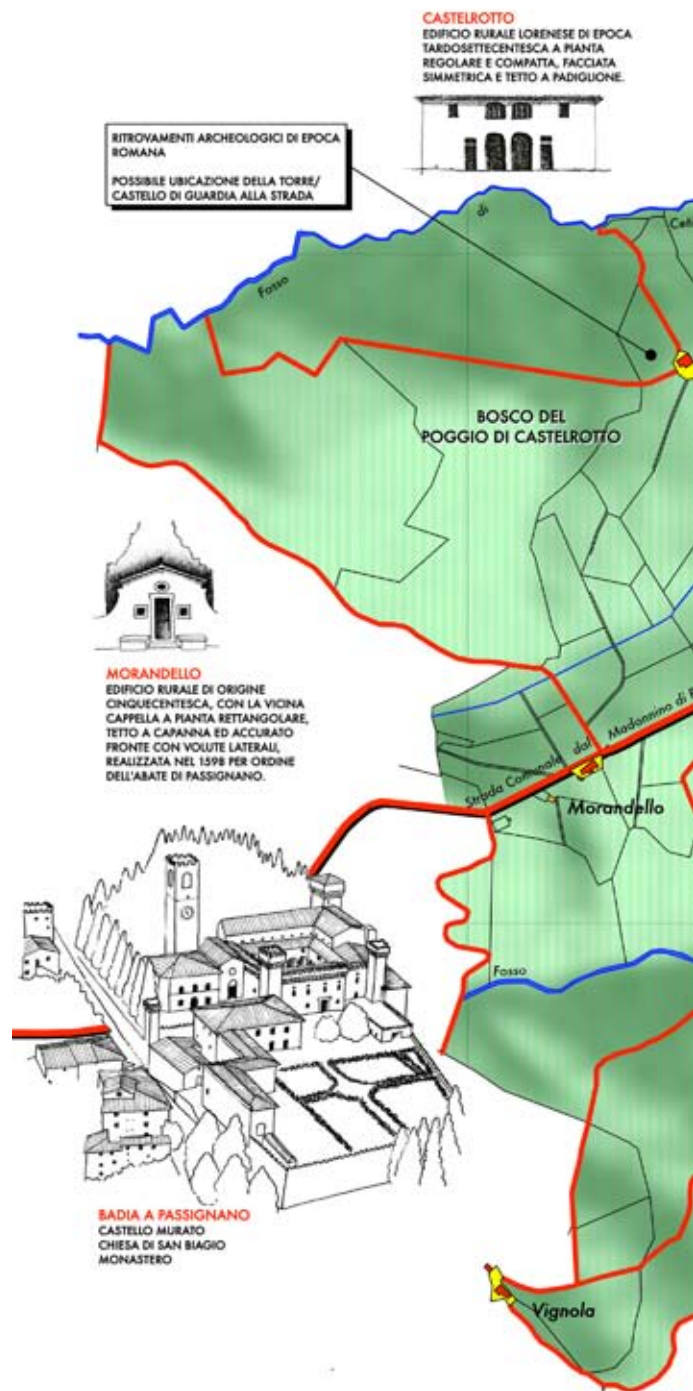 CASTELROTTO
EDIFICIO RURALE LORENESE DI EPOCA
TARDOSETTECENTESCA A PIANTA
REGOLARE E COMPATTA, FACCIATA
SIMMETRICA E TETTO A PADIGLIONE.
RITROVAMENTI ARCHEOLOGICI DI EPOCA
ROMANA
POSSIBILE UBICAZIONE DELLA TORRE/
CASTELLO DI GUARDIA ALLA STRADA
Fosso di
BOSCO DEL
POGGIO DI CASTELROTTO
MORANDELLO
EDIFICIO RURALE DI ORIGINE
CINQUECENTESCA, CON LA VICINA
CAPPELLA A PIANTA RETTANGOLARE,
TETTO A CAPANNA ED ACCURATO
FRONTE CON VOLUTE LATERALI,
REALIZZATA NEL 1598 PER ORDINE
DELL'ABATE DI PASSIGNANO.
Strada Comunale dal Madonnino di
Morandello
Fosso
BADIA A PASSIGNANO
CASTELLO MURATO
CHIESA DI SAN BIAGIO
MONASTERO
Vignola